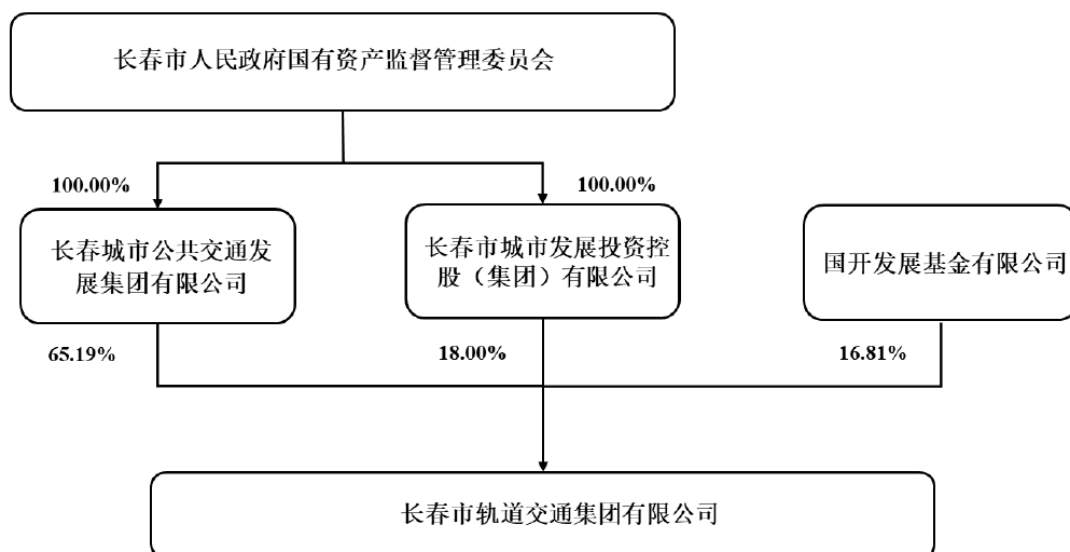 长春市人民政府国有资产监督管理委员会
100.00%
100.00%
长春城市公共交通发
展集团有限公司
长春市城市发展投资控
股（集团）有限公司
国开发展基金有限公司
65.19%
18.00%
16.81%
长春市轨道交通集团有限公司